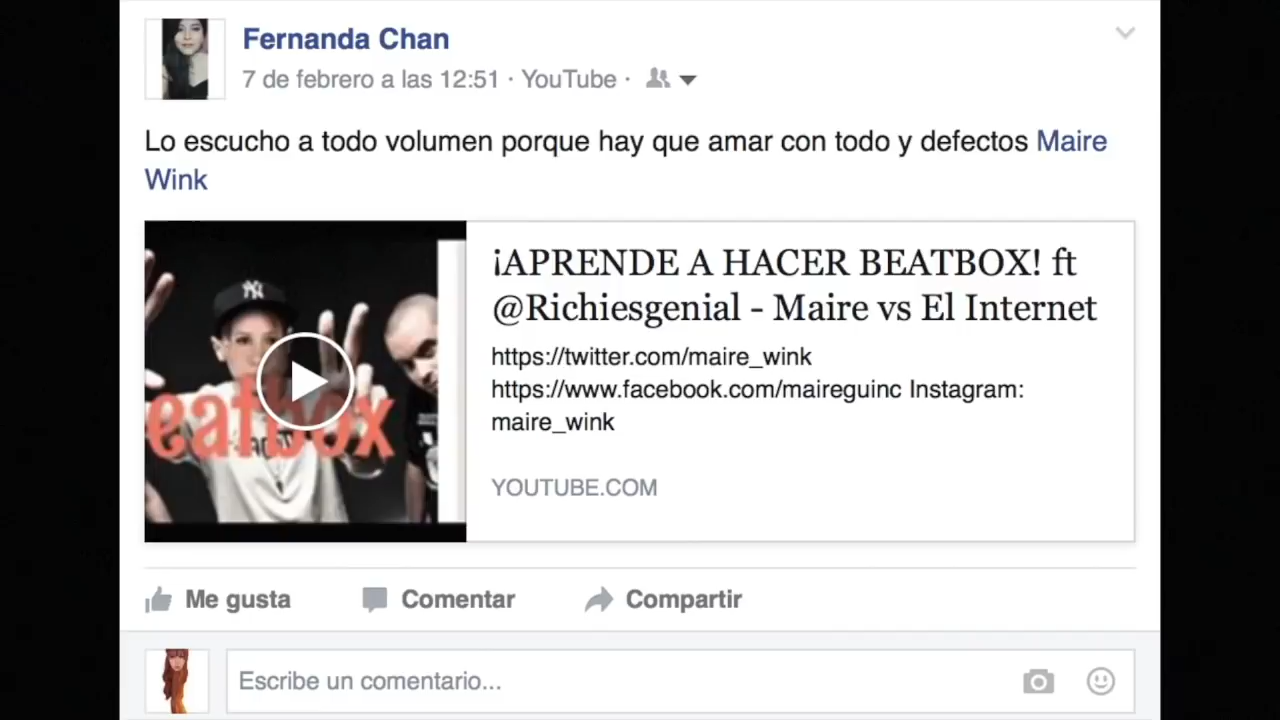 Fernanda Chan
7 de febrero a las 12:51 · YouTube ·
Lo escucho a todo volumen porque hay que amar con todo y defectos Maire
Wink
eatbox
¡APRENDE A HACER BEATBOX! ft
@Richiesgenial - Maire vs El Internet
https://twitter.com/maire_wink
https://www.facebook.com/maireguinc Instagram:
maire_wink
YOUTUBE.COM
Me gusta
Comentar
Compartir
Escribe un comentario...